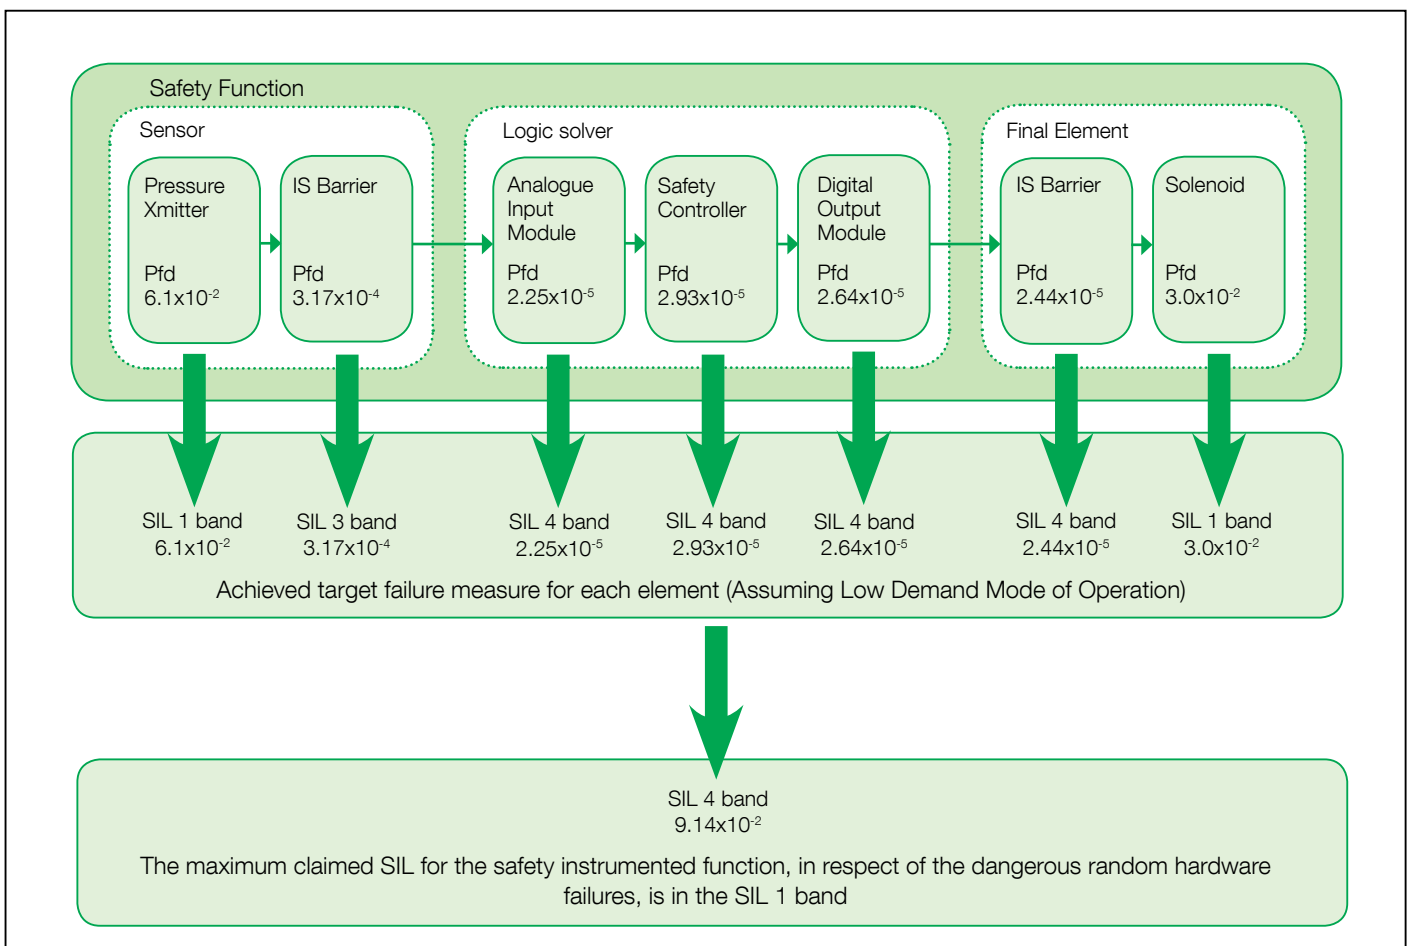 Safety Function
Sensor
Pressure
Xmitter
Pfd
6.1x10⁻²
IS Barrier
Pfd
3.17x10⁻⁴
Logic solver
Analogue
Input
Module
Pfd
2.25x10⁻⁵
Safety
Controller
Pfd
2.93x10⁻⁵
Digital
Output
Module
Pfd
2.64x10⁻⁵
Final Element
IS Barrier
Pfd
2.44x10⁻⁵
Solenoid
Pfd
3.0x10⁻²
SIL 1 band
6.1x10⁻²
SIL 3 band
3.17x10⁻⁴
SIL 4 band
2.25x10⁻⁵
SIL 4 band
2.93x10⁻⁵
SIL 4 band
2.64x10⁻⁵
SIL 4 band
2.44x10⁻⁵
SIL 1 band
3.0x10⁻²
Achieved target failure measure for each element (Assuming Low Demand Mode of Operation)
SIL 4 band
9.14x10⁻²
The maximum claimed SIL for the safety instrumented function, in respect of the dangerous random hardware
failures, is in the SIL 1 band